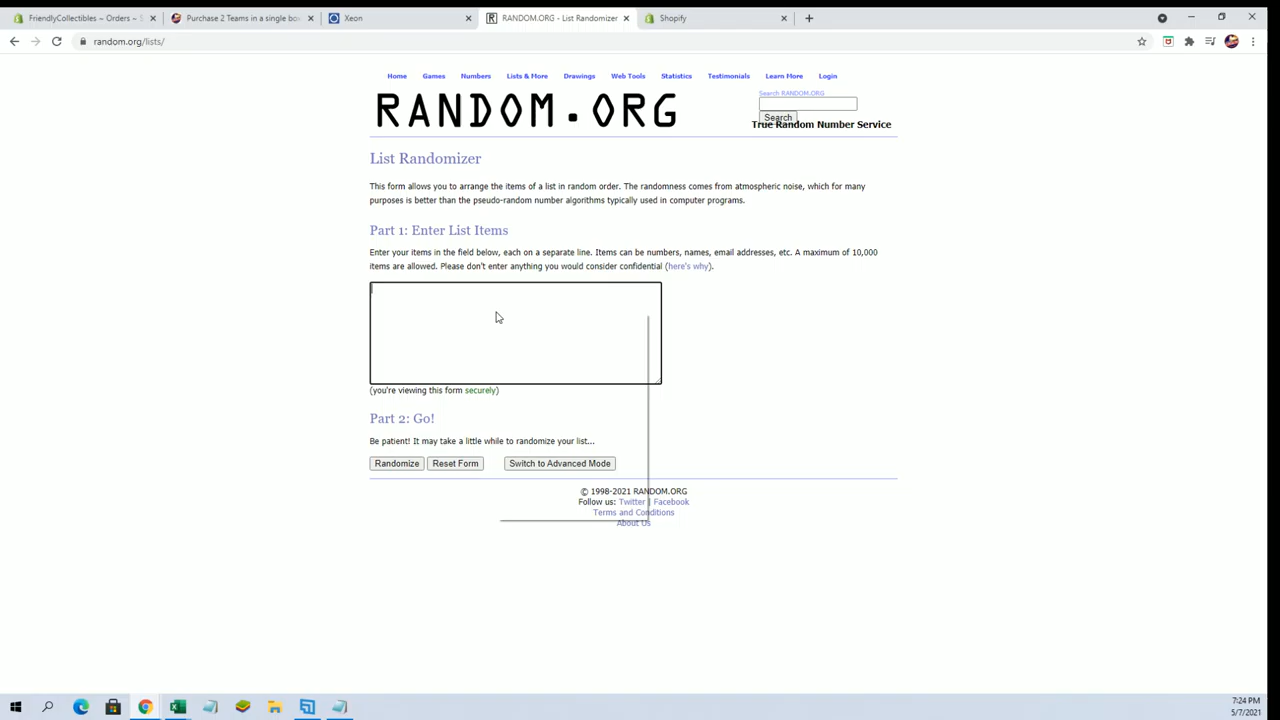 FriendlyCollectibles ~ Orders ~ S
Purchase 2 Teams in a single bo
Xeon
RANDOM.ORG - List Randomizer
Shopify
random.org/lists/
Home Games Numbers Lists & More Drawings Web Tools Statistics Testimonials Learn More Login
RANDOM.ORG
Search RANDOM.ORG
Search
True Random Number Service
List Randomizer
This form allows you to arrange the items of a list in random order. The randomness comes from atmospheric noise, which for many
purposes is better than the pseudo-random number algorithms typically used in computer programs.
Part 1: Enter List Items
Enter your items in the field below, each on a separate line. Items can be numbers, names, email addresses, etc. A maximum of 10,000
items are allowed. Please don't enter anything you would consider confidential (here's why).
(you're viewing this form securely)
Part 2: Go!
Be patient! It may take a little while to randomize your list...
Randomize Reset Form Switch to Advanced Mode
© 1998-2021 RANDOM.ORG
Follow us: Twitter | Facebook
Terms and Conditions
About Us
7:24 PM
5/7/2021